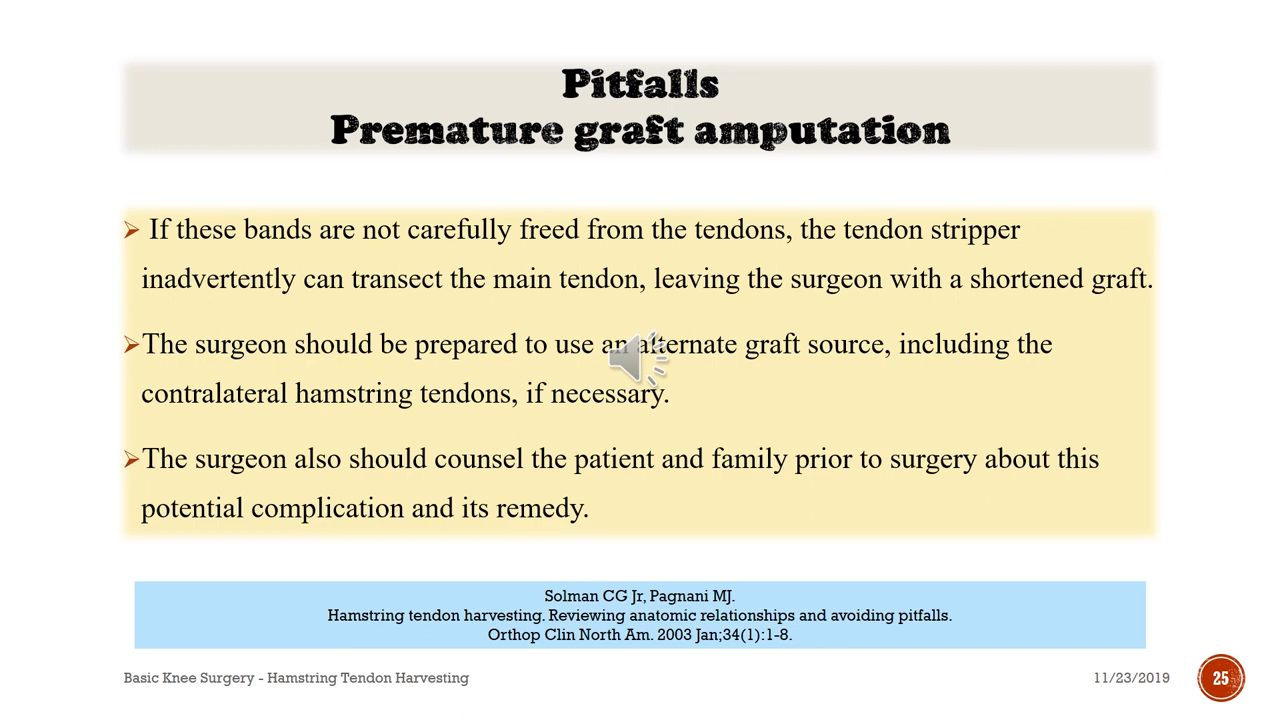 Pitfalls
Premature graft amputation
If these bands are not carefully freed from the tendons, the tendon stripper
inadvertently can transect the main tendon, leaving the surgeon with a shortened graft.
The surgeon should be prepared to use an alternate graft source, including the
contralateral hamstring tendons, if necessary.
The surgeon also should counsel the patient and family prior to surgery about this
potential complication and its remedy.
Solman CG Jr, Pagnani MJ.
Hamstring tendon harvesting. Reviewing anatomic relationships and avoiding pitfalls.
Orthop Clin North Am. 2003 Jan;34(1):1-8.
Basic Knee Surgery - Hamstring Tendon Harvesting
11/23/2019
25